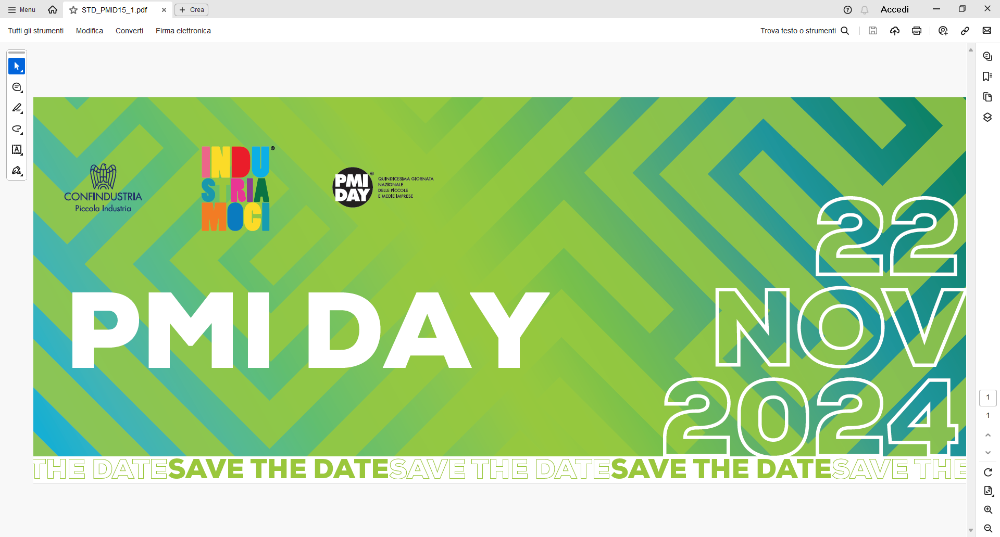 Menu
STD_PMID15_1.pdf
Crea
Accedi
Tutti gli strumenti
Modifica
Converti
Firma elettronica
Trova testo o strumenti
CONFINDUSTRIA
Piccola Industria
INDU®
STRIA
MOCI
PMI
DAY®
QUINDICESIMA GIORNATA
NAZIONALE
DELLE PICCOLE
E MEDIE IMPRESE
PMI DAY
22
NOV
2024
THE DATESAVE THE DATESAVE THE DATESAVE THE DATESAVE THE
1
1